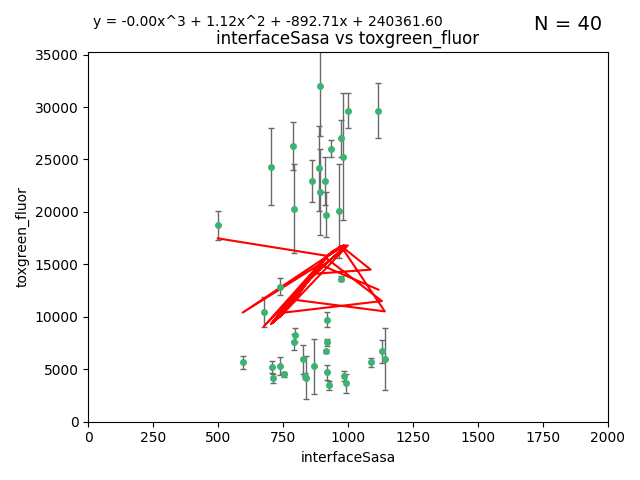 y = -0.00x^3 + 1.12x^2 + -892.71x + 240361.60
N = 40
interfaceSasa vs toxgreen_fluor
toxgreen_fluor
35000
30000
25000
20000
15000
10000
5000
0
0 250 500 750 1000 1250 1500 1750 2000
interfaceSasa